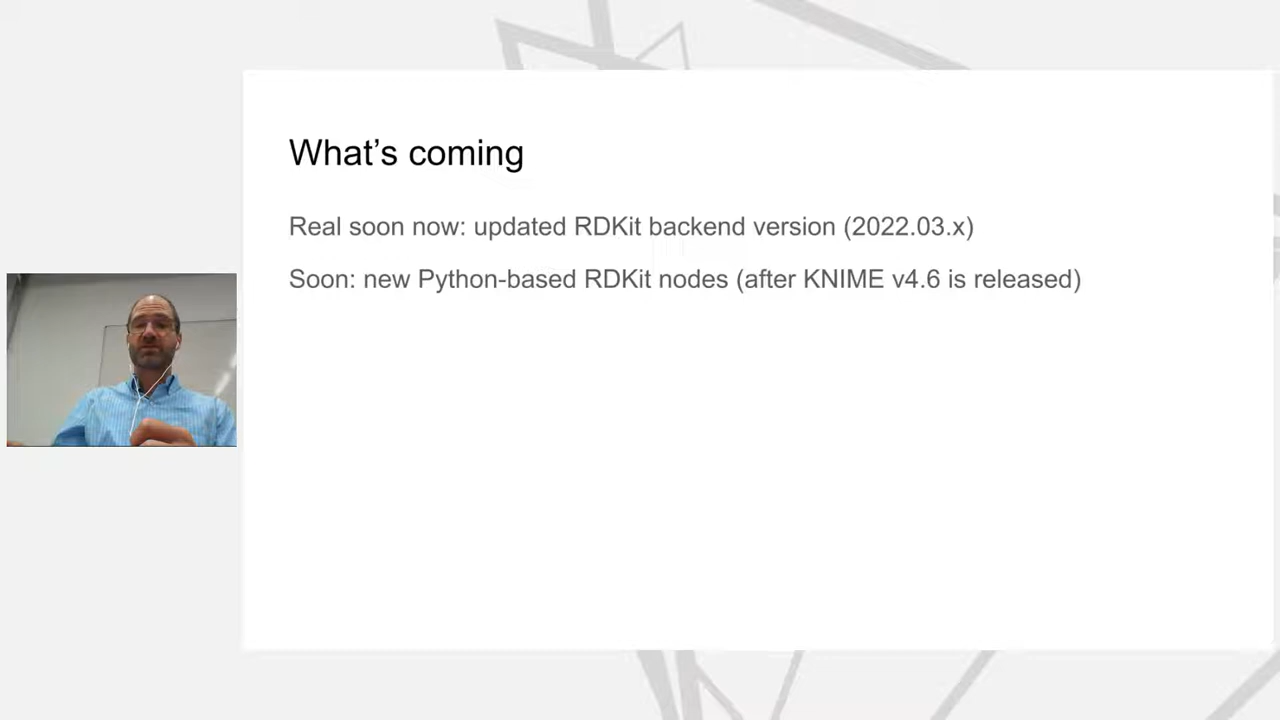 What’s coming
Real soon now: updated RDKit backend version (2022.03.x)
Soon: new Python-based RDKit nodes (after KNIME v4.6 is released)